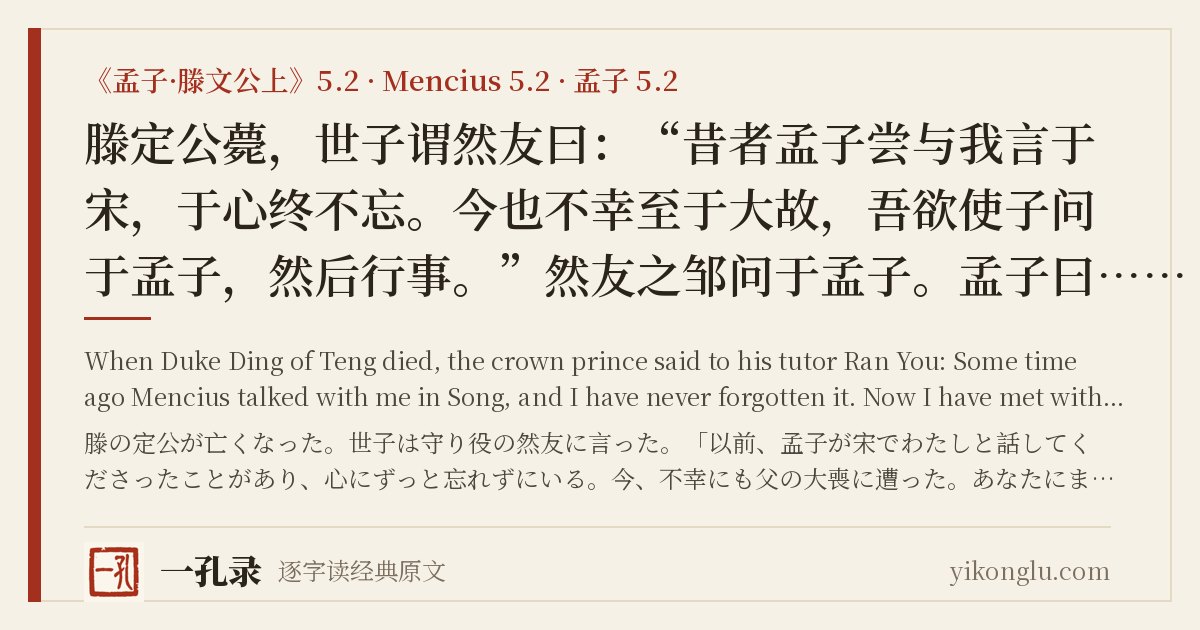 《孟子·滕文公上》5.2 · Mencius 5.2 · 孟子 5.2
滕定公薨，世子谓然友曰：“昔者孟子尝与我言于
宋，于心终不忘。今也不幸至于大故，吾欲使子问
于孟子，然后行事。”然友之邹问于孟子。孟子曰……
When Duke Ding of Teng died, the crown prince said to his tutor Ran You: Some time
ago Mencius talked with me in Song, and I have never forgotten it. Now I have met with…
滕の定公が亡くなった。世子は守り役の然友に言った。「以前、孟子が宋でわたしと話してく
ださったことがあり、心にずっと忘れずにいる。今、不幸にも父の大喪に遭った。あなたにま…
一孔
一孔录 逐字读经典原文
yikonglu.com